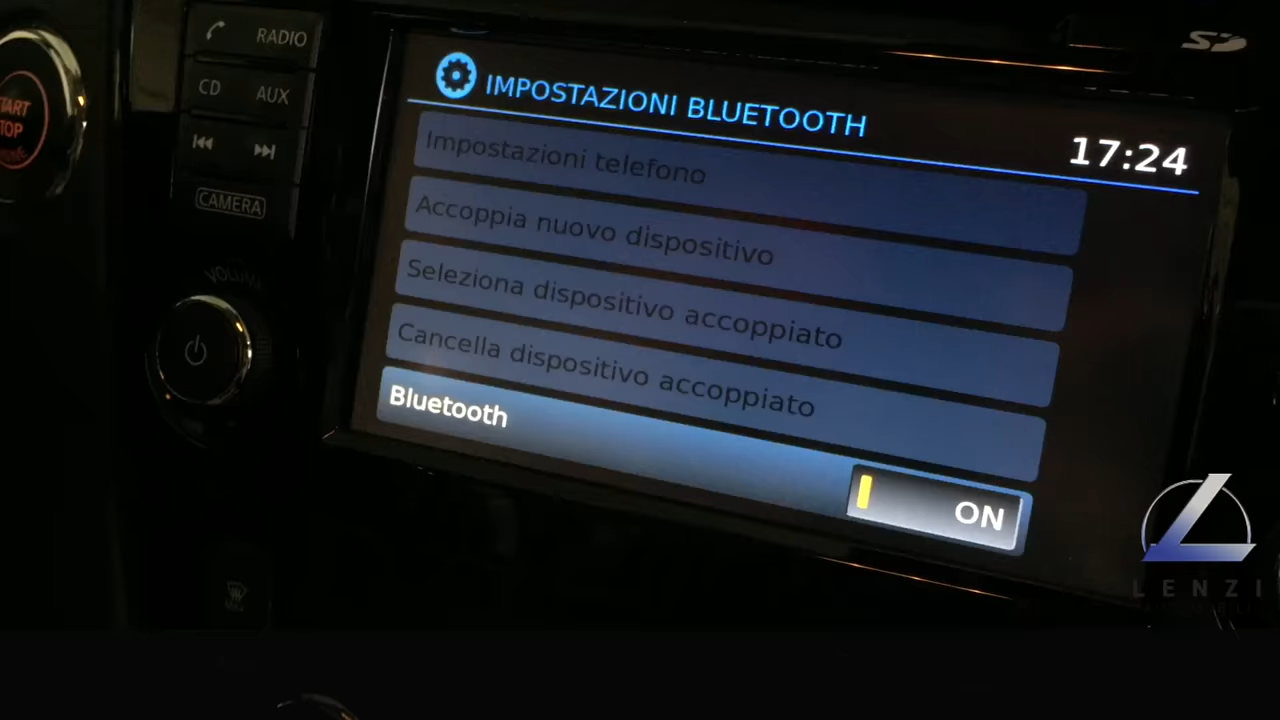 RADIO
CD AUX
CAMERA
VOLUME
START
STOP
IMPOSTAZIONI BLUETOOTH
17:24
Impostazioni telefono
Accoppia nuovo dispositivo
Seleziona dispositivo accoppiato
Cancella dispositivo accoppiato
Bluetooth
ON
SD
LENZI